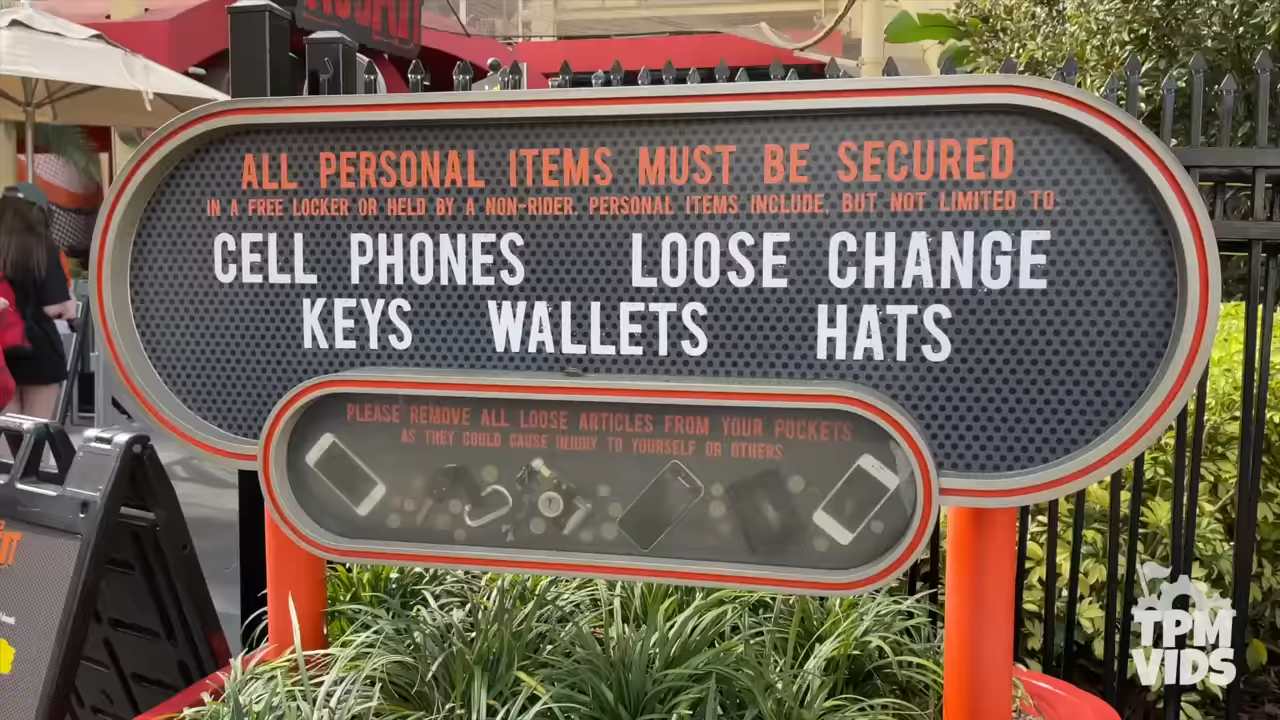 ALL PERSONAL ITEMS MUST BE SECURED
IN A FREE LOCKER OR HELD BY A NON-RIDER. PERSONAL ITEMS INCLUDE, BUT NOT LIMITED TO
CELL PHONES LOOSE CHANGE
KEYS WALLETS HATS
PLEASE REMOVE ALL LOOSE ARTICLES FROM YOUR POCKETS
AS THEY COULD CAUSE INJURY TO YOURSELF OR OTHERS
TPM
VIDS